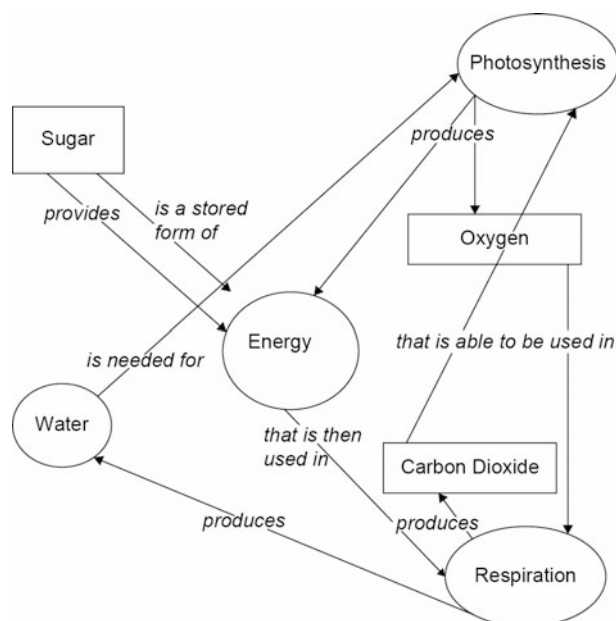 Photosynthesis
Sugar
produces
provides
is a stored
form of
Oxygen
Energy
that is able to be used in
is needed for
Water
that is then
used in
Carbon Dioxide
produces
produces
Respiration